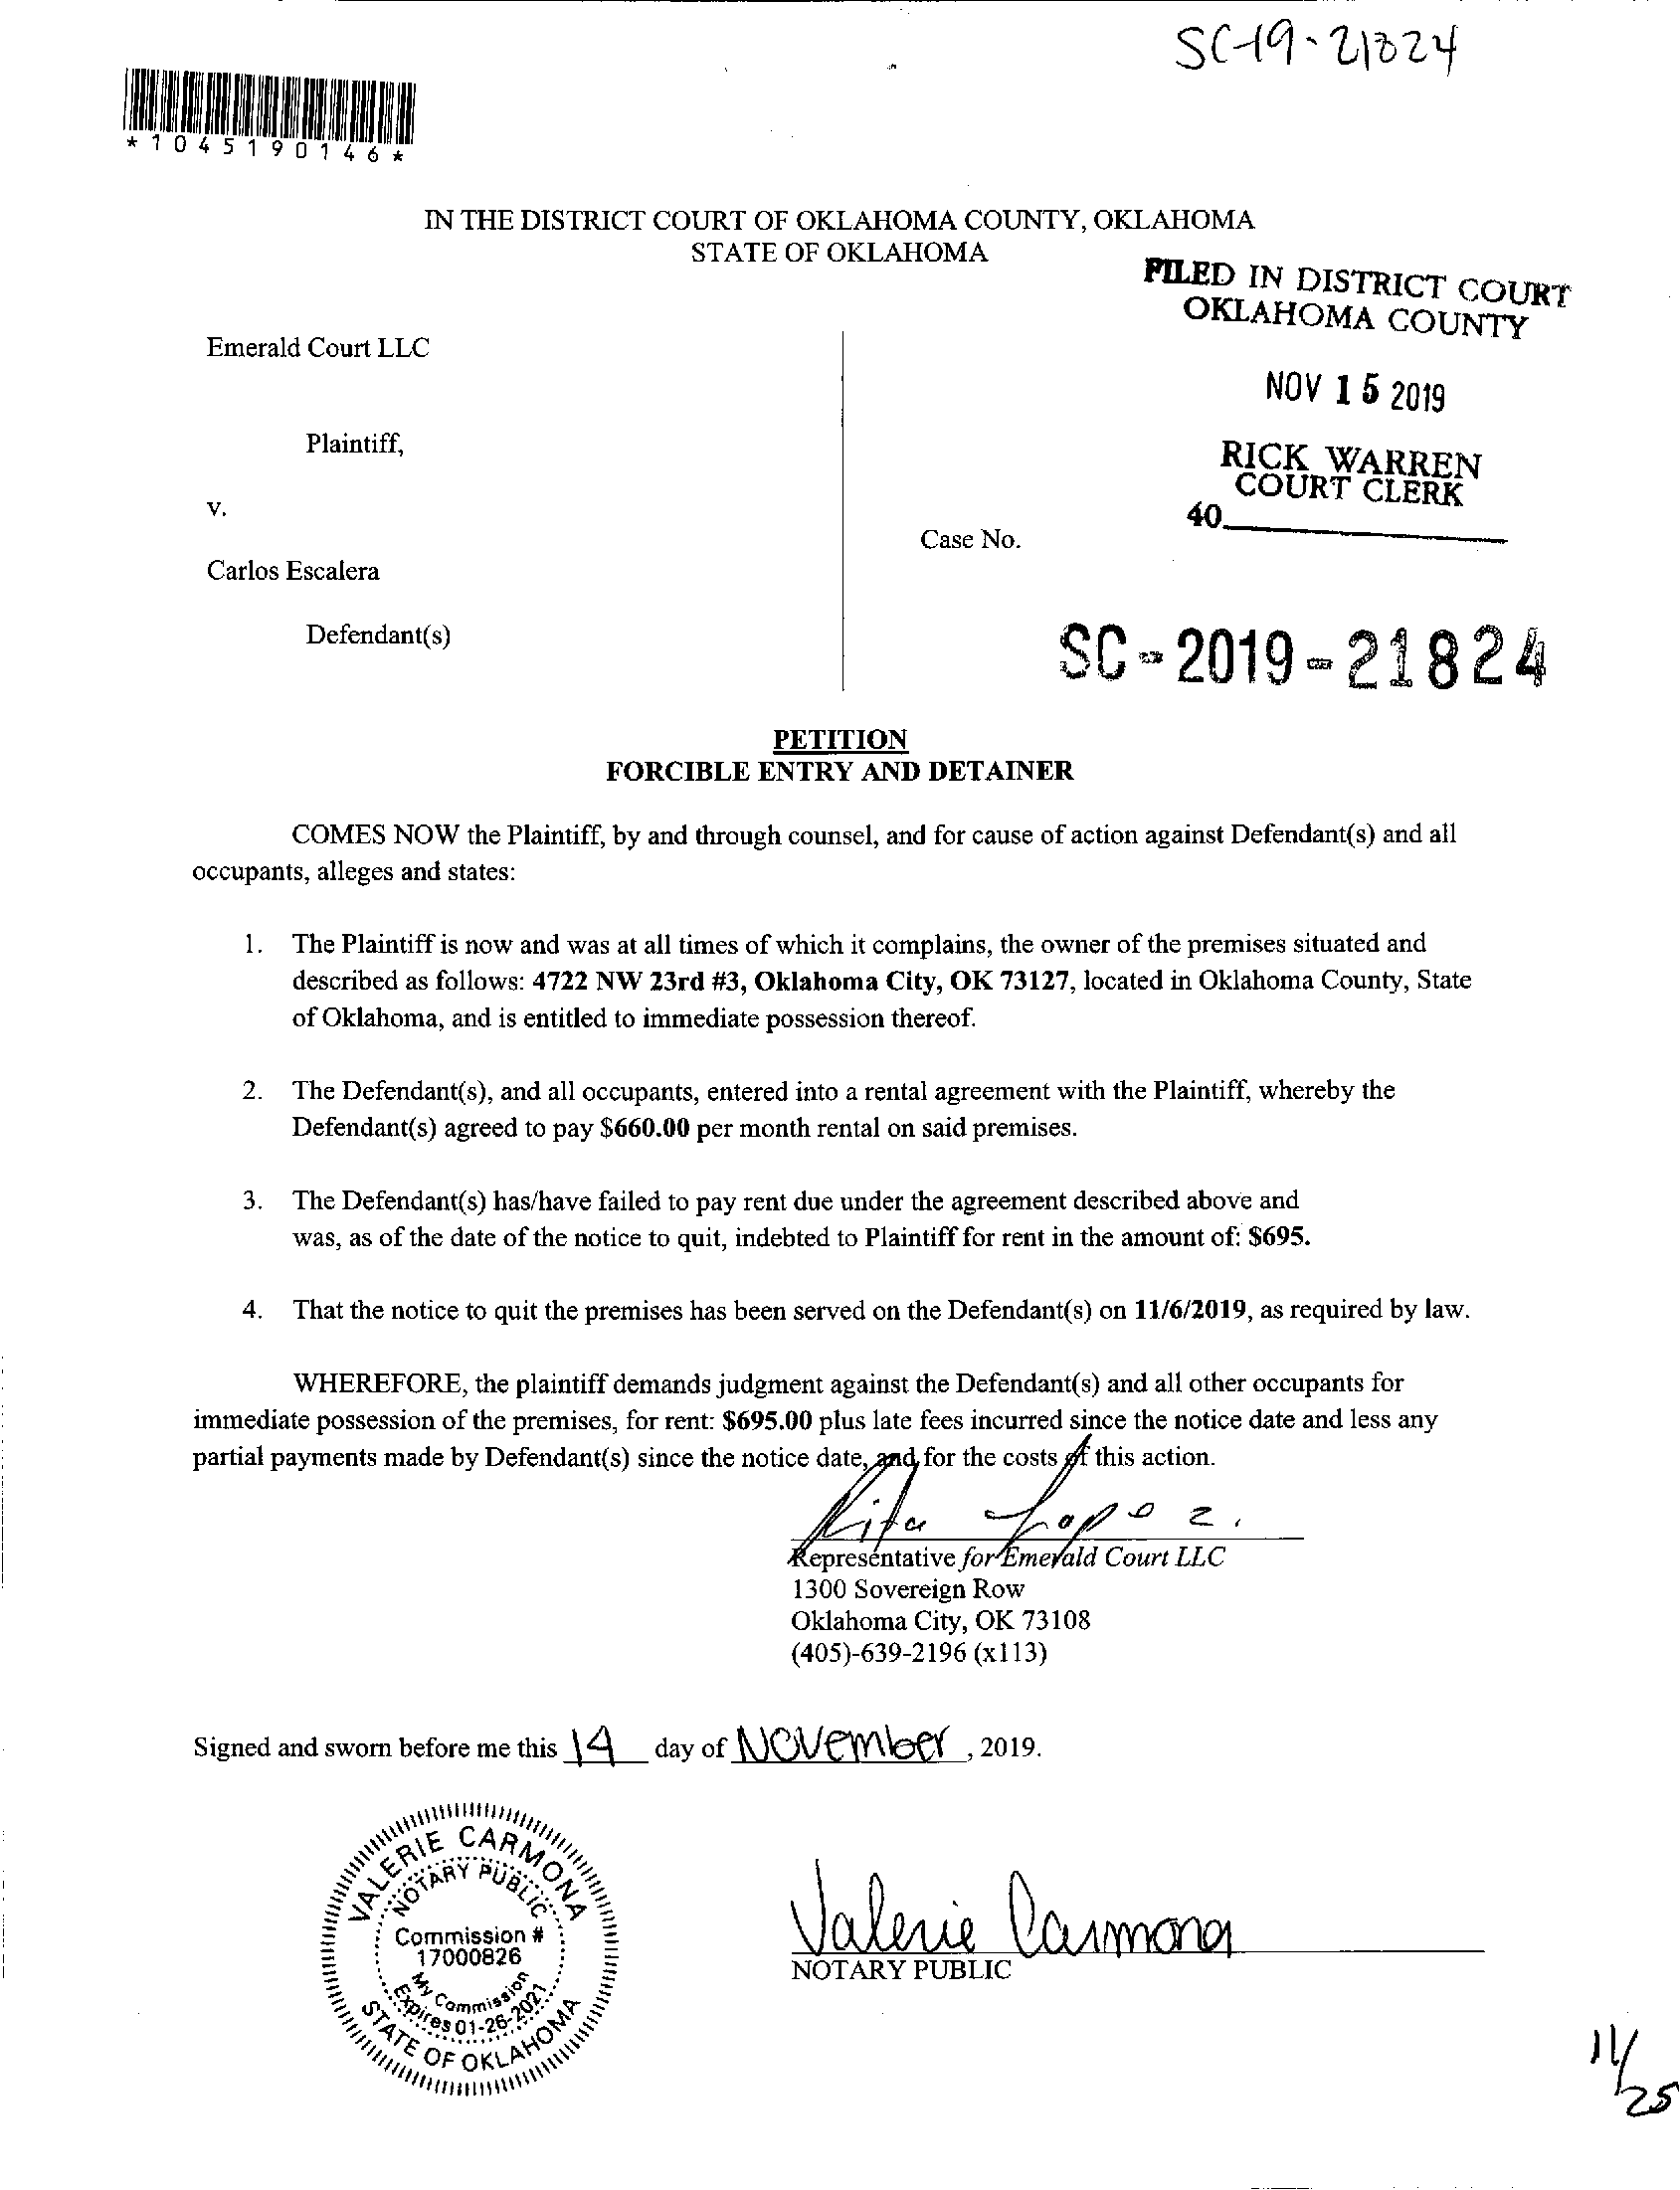 SC-19-21824
*1045190146*
IN THE DISTRICT COURT OF OKLAHOMA COUNTY, OKLAHOMA
STATE OF OKLAHOMA
FILED IN DISTRICT COURT
OKLAHOMA COUNTY
Emerald Court LLC
NOV 15 2019
Plaintiff,
RICK WARREN
COURT CLERK
40
v.
Case No.
Carlos Escalera
Defendant(s)
SC-2019-21824
PETITION
FORCIBLE ENTRY AND DETAINER
COMES NOW the Plaintiff, by and through counsel, and for cause of action against Defendant(s) and all
occupants, alleges and states:
1. The Plaintiff is now and was at all times of which it complains, the owner of the premises situated and
described as follows: 4722 NW 23rd #3, Oklahoma City, OK 73127, located in Oklahoma County, State
of Oklahoma, and is entitled to immediate possession thereof.
2. The Defendant(s), and all occupants, entered into a rental agreement with the Plaintiff, whereby the
Defendant(s) agreed to pay $660.00 per month rental on said premises.
3. The Defendant(s) has/have failed to pay rent due under the agreement described above and
was, as of the date of the notice to quit, indebted to Plaintiff for rent in the amount of: $695.
4. That the notice to quit the premises has been served on the Defendant(s) on 11/6/2019, as required by law.
WHEREFORE, the plaintiff demands judgment against the Defendant(s) and all other occupants for
immediate possession of the premises, for rent: $695.00 plus late fees incurred since the notice date and less any
partial payments made by Defendant(s) since the notice date, and for the costs of this action.
Rita Lopez.
Representative for Emerald Court LLC
1300 Sovereign Row
Oklahoma City, OK 73108
(405)-639-2196 (x113)
Signed and sworn before me this 14 day of November, 2019.
VALERIE CARMONA
NOTARY PUBLIC
Commission #
17000826
My Commission
Expires 01-26-2021
STATE OF OKLAHOMA
Valerie Carmona
NOTARY PUBLIC
11/25